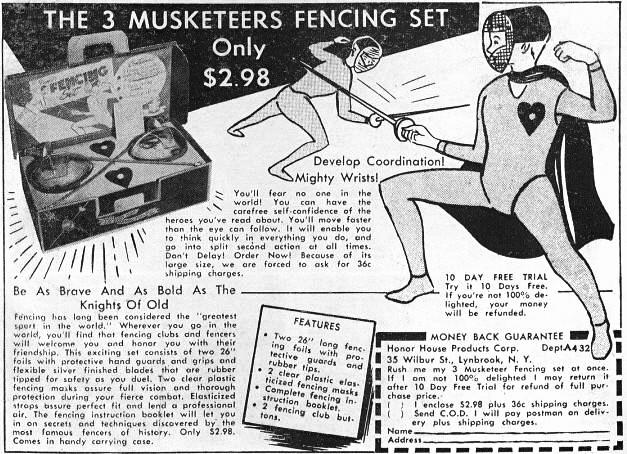 THE 3 MUSKETEERS FENCING SET
Only
$2.98
FENCING
Develop Coordination!
Mighty Wrists!
You'll fear no one in the
world! You can have the
carefree self-confidence of the
heroes you've read about. You'll move faster
than the eye can follow. It will enable you
to think quickly in everything you do, and
go into split second action at all times.
Don't Delay! Order Now! Because of its
large size, we are forced to ask for 36c
shipping charges.
Be As Brave And As Bold As The
Knights Of Old
Fencing has long been considered the "greatest
sport in the world." Wherever you go in the
world, you'll find that fencing clubs and fencers
will welcome you and honor you with their
friendship. This exciting set consists of two 26"
foils with protective hand guards and grips and
flexible silver finished blades that are rubber
tipped for safety as you duel. Two clear plastic
fencing masks assure full vision and thorough
protection during your fierce combat. Elasticized
straps assure perfect fit and lend a professional
air. The fencing instruction booklet will let you
in on secrets and techniques discovered by the
most famous fencers of history. Only $2.98.
Comes in handy carrying case.
FEATURES
• Two 26" long fenc-
ing foils with pro-
tective guards and
rubber tips.
• 2 clear plastic elas-
ticized fencing masks
• Complete fencing in-
struction booklet.
• 2 fencing club but-
tons.
10 DAY FREE TRIAL
Try it 10 Days Free.
If you're not 100% de-
lighted, your money
will be refunded.
MONEY BACK GUARANTEE
Honor House Products Corp. Dept A432
35 Wilbur St., Lynbrook, N. Y.
Rush me my 3 Musketeer Fencing set at once.
If I am not 100% delighted I may return it
after 10 Day Free Trial for refund of full pur-
chase price.
( ) I enclose $2.98 plus 36c shipping charges.
( ) Send C.O.D. I will pay postman on deliv-
ery plus shipping charges.
Name
Address